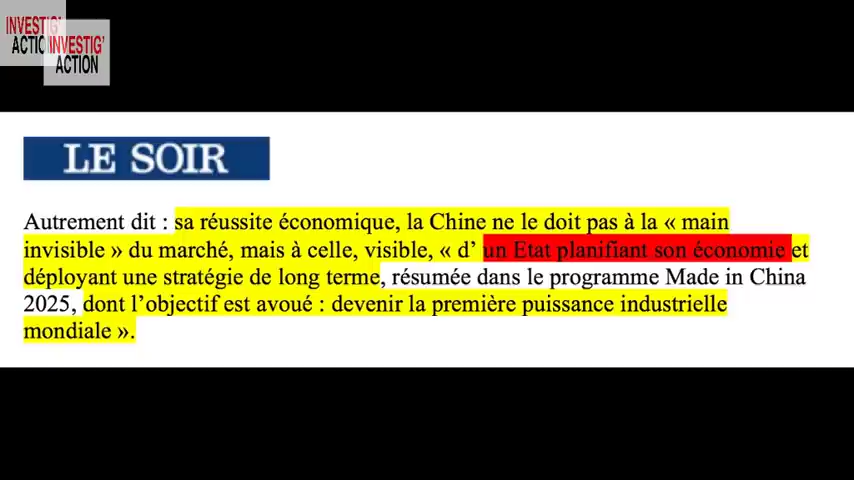 INVESTIG'
ACTION
INVESTIG'
ACTION
LE SOIR
Autrement dit : sa réussite économique, la Chine ne le doit pas à la « main
invisible » du marché, mais à celle, visible, « d' un Etat planifiant son économie et
déployant une stratégie de long terme, résumée dans le programme Made in China
2025, dont l'objectif est avoué : devenir la première puissance industrielle
mondiale ».